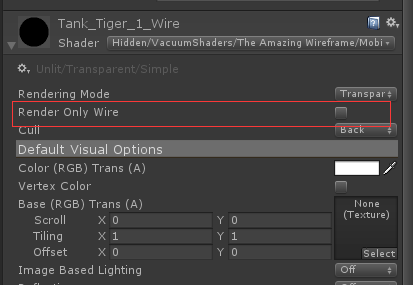 Tank_Tiger_1_Wire
Shader Hidden/VacuumShaders/The Amazing Wireframe/Mobi
Unlit/Transparent/Simple
Rendering Mode Transpar
Render Only Wire
Cull Back
Default Visual Options
Color (RGB) Trans (A)
Vertex Color
Base (RGB) Trans (A) None
(Texture)
Scroll X 0 Y 0
Tiling X 1 Y 1
Offset X 0 Y 0 Select
Image Based Lighting Off